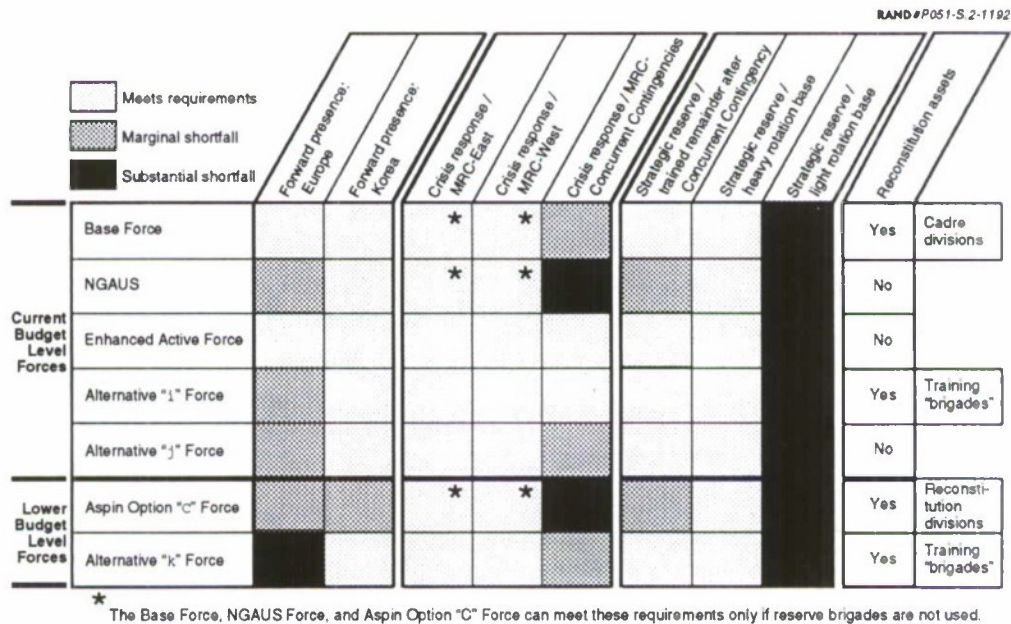 RAND#P051-S.2-1192
Meets requirements
Marginal shortfall
Substantial shortfall
Forward presence:
Europe
Forward presence:
Korea
Crisis response /
MRC-East
Crisis response /
MRC-West
Crisis response / MRC-
Concurrent Contingencies
Strategic reserve /
trained remainder after
Concurrent Contingency
Strategic reserve /
heavy rotation base
Strategic reserve /
light rotation base
Reconstitution assets
Current
Budget
Level
Forces
Base Force
* *
Yes
Cadre
divisions
NGAUS
* *
No
Enhanced Active Force
No
Alternative "i" Force
Yes
Training
"brigades"
Alternative "j" Force
No
Lower
Budget
Level
Forces
Aspin Option "C" Force
* *
Yes
Reconsti-
tution
divisions
Alternative "k" Force
Yes
Training
"brigades"
* The Base Force, NGAUS Force, and Aspin Option "C" Force can meet these requirements only if reserve brigades are not used.